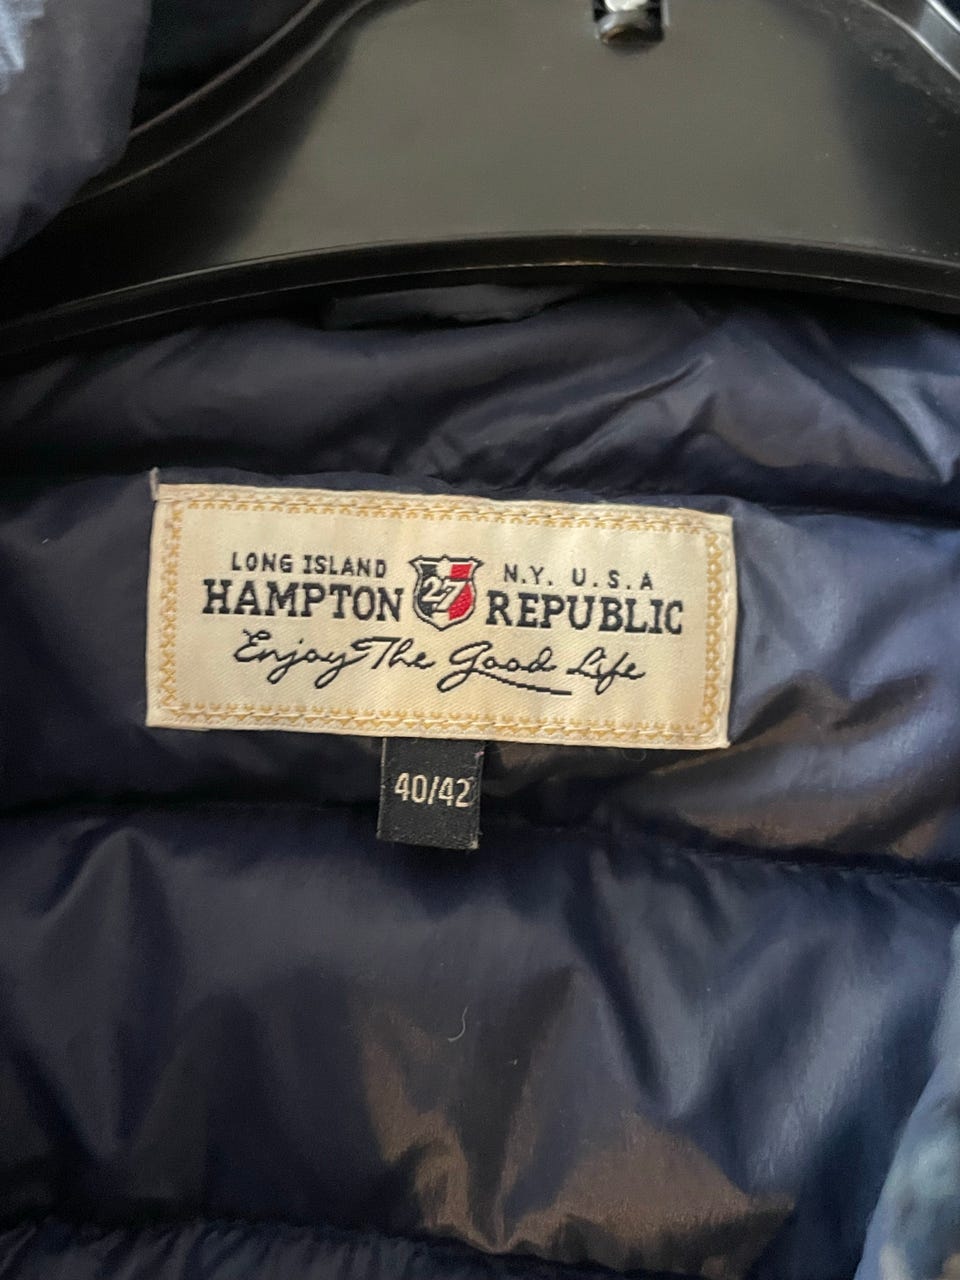 LONG ISLAND N.Y. U.S.A
HAMPTON 27 REPUBLIC
Enjoy The Good Life
40/42